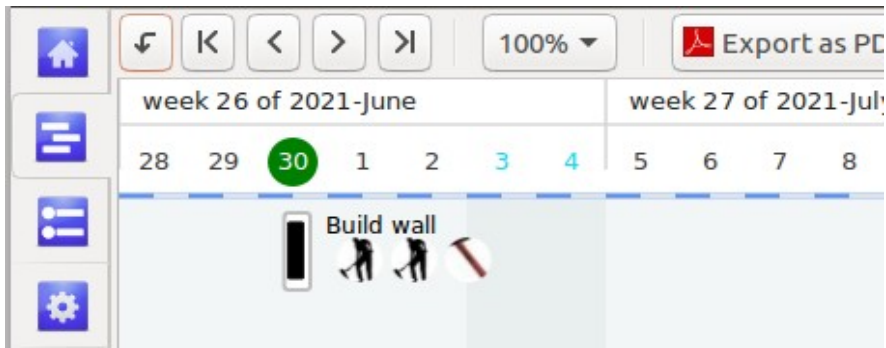 100% Export as PD
week 26 of 2021-June week 27 of 2021-July
28 29 30 1 2 3 4 5 6 7 8
Build wall